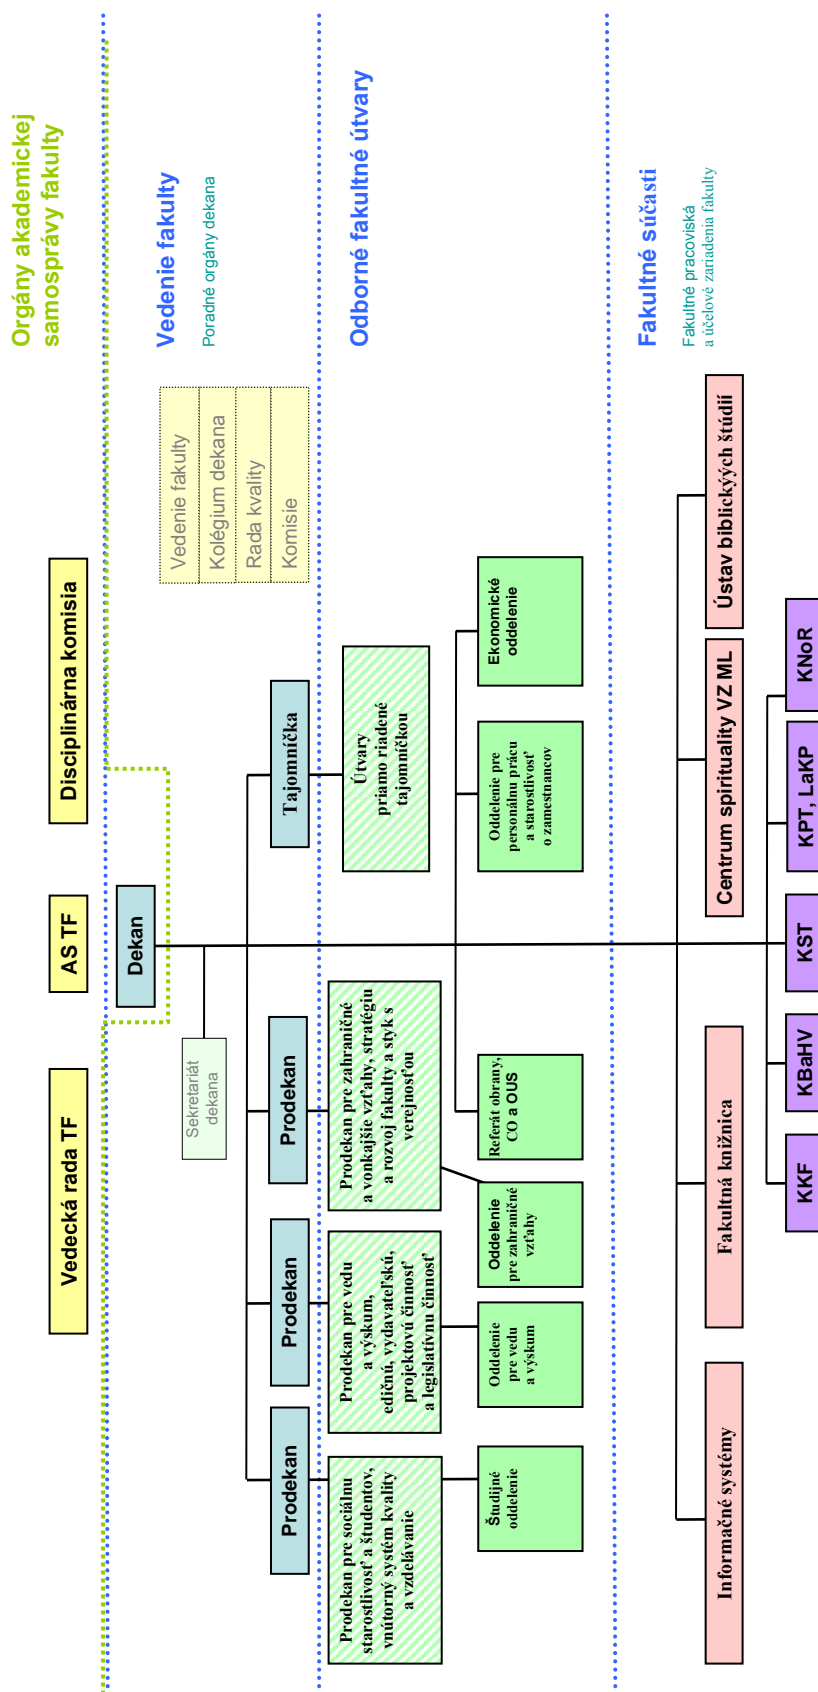 Orgány akademickej
samosprávy fakulty
Vedecká rada TF
AS TF
Disciplinárna komisia
Vedenie fakulty
Poradné orgány dekana
Dekan
Sekretariát
dekana
Vedenie fakulty
Kolégium dekana
Rada kvality
Komisie
Prodekan
Prodekan
Prodekan
Tajomníčka
Odborné fakultné útvary
Prodekan pre sociálnu
starostlivosť a študentov,
vnútorný systém kvality
a vzdelávanie
Prodekan pre vedu
a výskum,
edičnú, vydavateľskú,
projektovú činnosť
a legislatívnu činnosť
Prodekan pre zahraničné
a vonkajšie vzťahy, stratégiu
a rozvoj fakulty a styk s
verejnosťou
Útvary
priamo riadené
tajomníčkou
Študijné
oddelenie
Oddelenie
pre vedu
a výskum
Oddelenie
pre zahraničné
vzťahy
Referát obrany,
CO a OUS
Oddelenie pre
personálnu prácu
a starostlivosť
o zamestnancov
Ekonomické
oddelenie
Fakultné súčasti
Fakultné pracoviská
a účelové zariadenia fakulty
Informačné systémy
Fakultná knižnica
Centrum spirituality VZ ML
Ústav biblickýých štúdií
KKF
KBaHV
KST
KPT, LaKP
KNoR